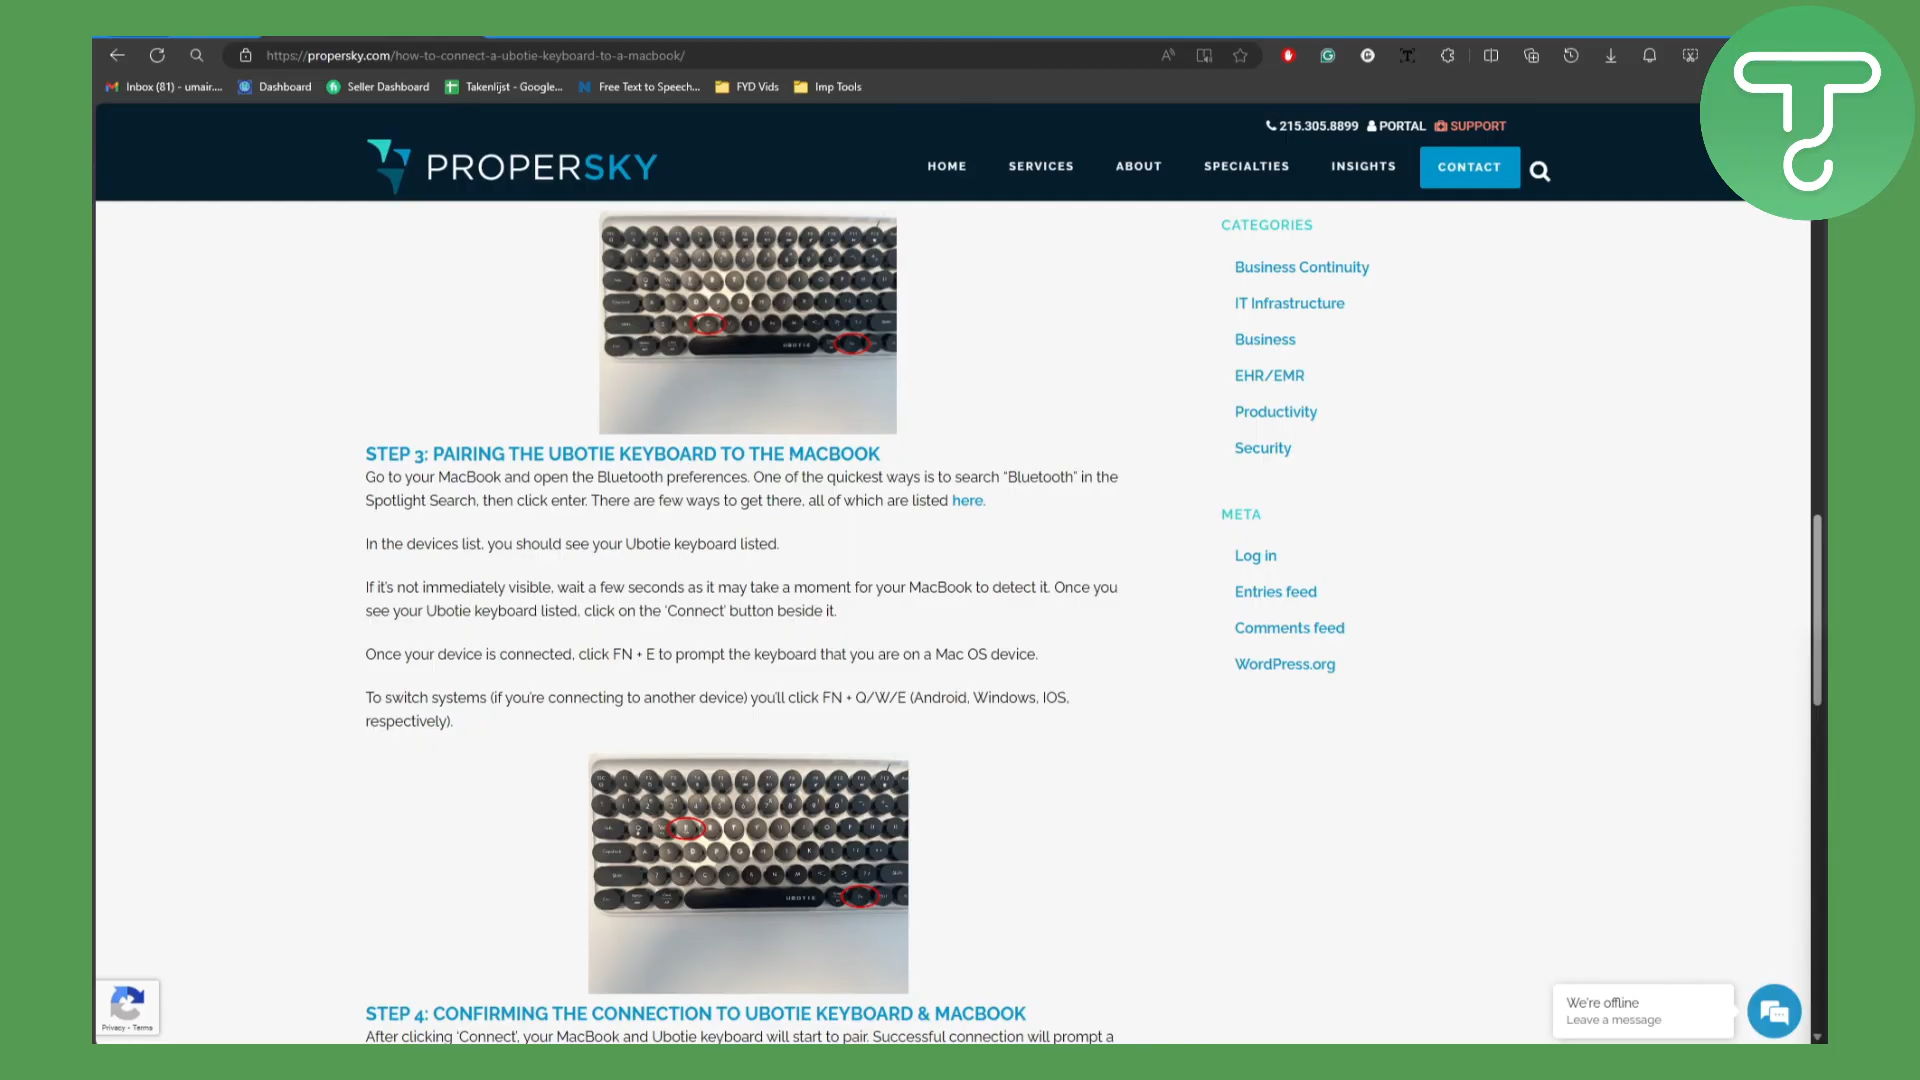 https://propersky.com/how-to-connect-a-ubotie-keyboard-to-a-macbook/
Inbox (81) - umair.... Dashboard Seller Dashboard Takenlijst - Google... Free Text to Speech... FYD Vids Imp Tools
215.305.8899 PORTAL SUPPORT
PROPERSKY
HOME SERVICES ABOUT SPECIALTIES INSIGHTS CONTACT
UBOTIE
STEP 3: PAIRING THE UBOTIE KEYBOARD TO THE MACBOOK
Go to your MacBook and open the Bluetooth preferences. One of the quickest ways is to search “Bluetooth” in the
Spotlight Search, then click enter. There are few ways to get there, all of which are listed here.
In the devices list, you should see your Ubotie keyboard listed.
If it’s not immediately visible, wait a few seconds as it may take a moment for your MacBook to detect it. Once you
see your Ubotie keyboard listed, click on the ‘Connect’ button beside it.
Once your device is connected, click FN + E to prompt the keyboard that you are on a Mac OS device.
To switch systems (if you’re connecting to another device) you’ll click FN + Q/W/E (Android, Windows, IOS,
respectively).
UBOTIE
STEP 4: CONFIRMING THE CONNECTION TO UBOTIE KEYBOARD & MACBOOK
After clicking ‘Connect’, your MacBook and Ubotie keyboard will start to pair. Successful connection will prompt a
CATEGORIES
Business Continuity
IT Infrastructure
Business
EHR/EMR
Productivity
Security
META
Log in
Entries feed
Comments feed
WordPress.org
Privacy - Terms
We're offline
Leave a message